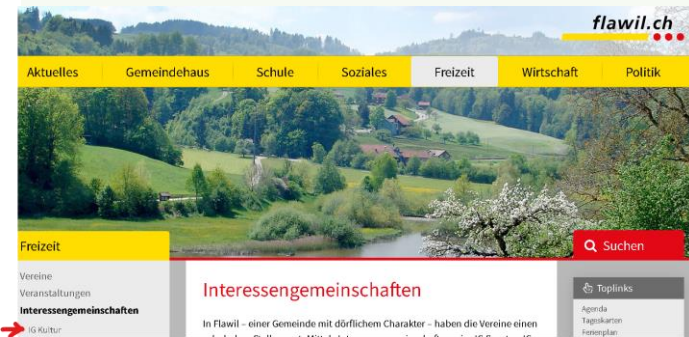 flawil.ch
Aktuelles Gemeindehaus Schule Soziales Freizeit Wirtschaft Politik
Freizeit
Suchen
Vereine
Veranstaltungen
Interessengemeinschaften
IG Kultur
Interessengemeinschaften
In Flawil – einer Gemeinde mit dörflichem Charakter – haben die Vereine einen
Toplinks
Agenda
Tageskarten
Ferienplan